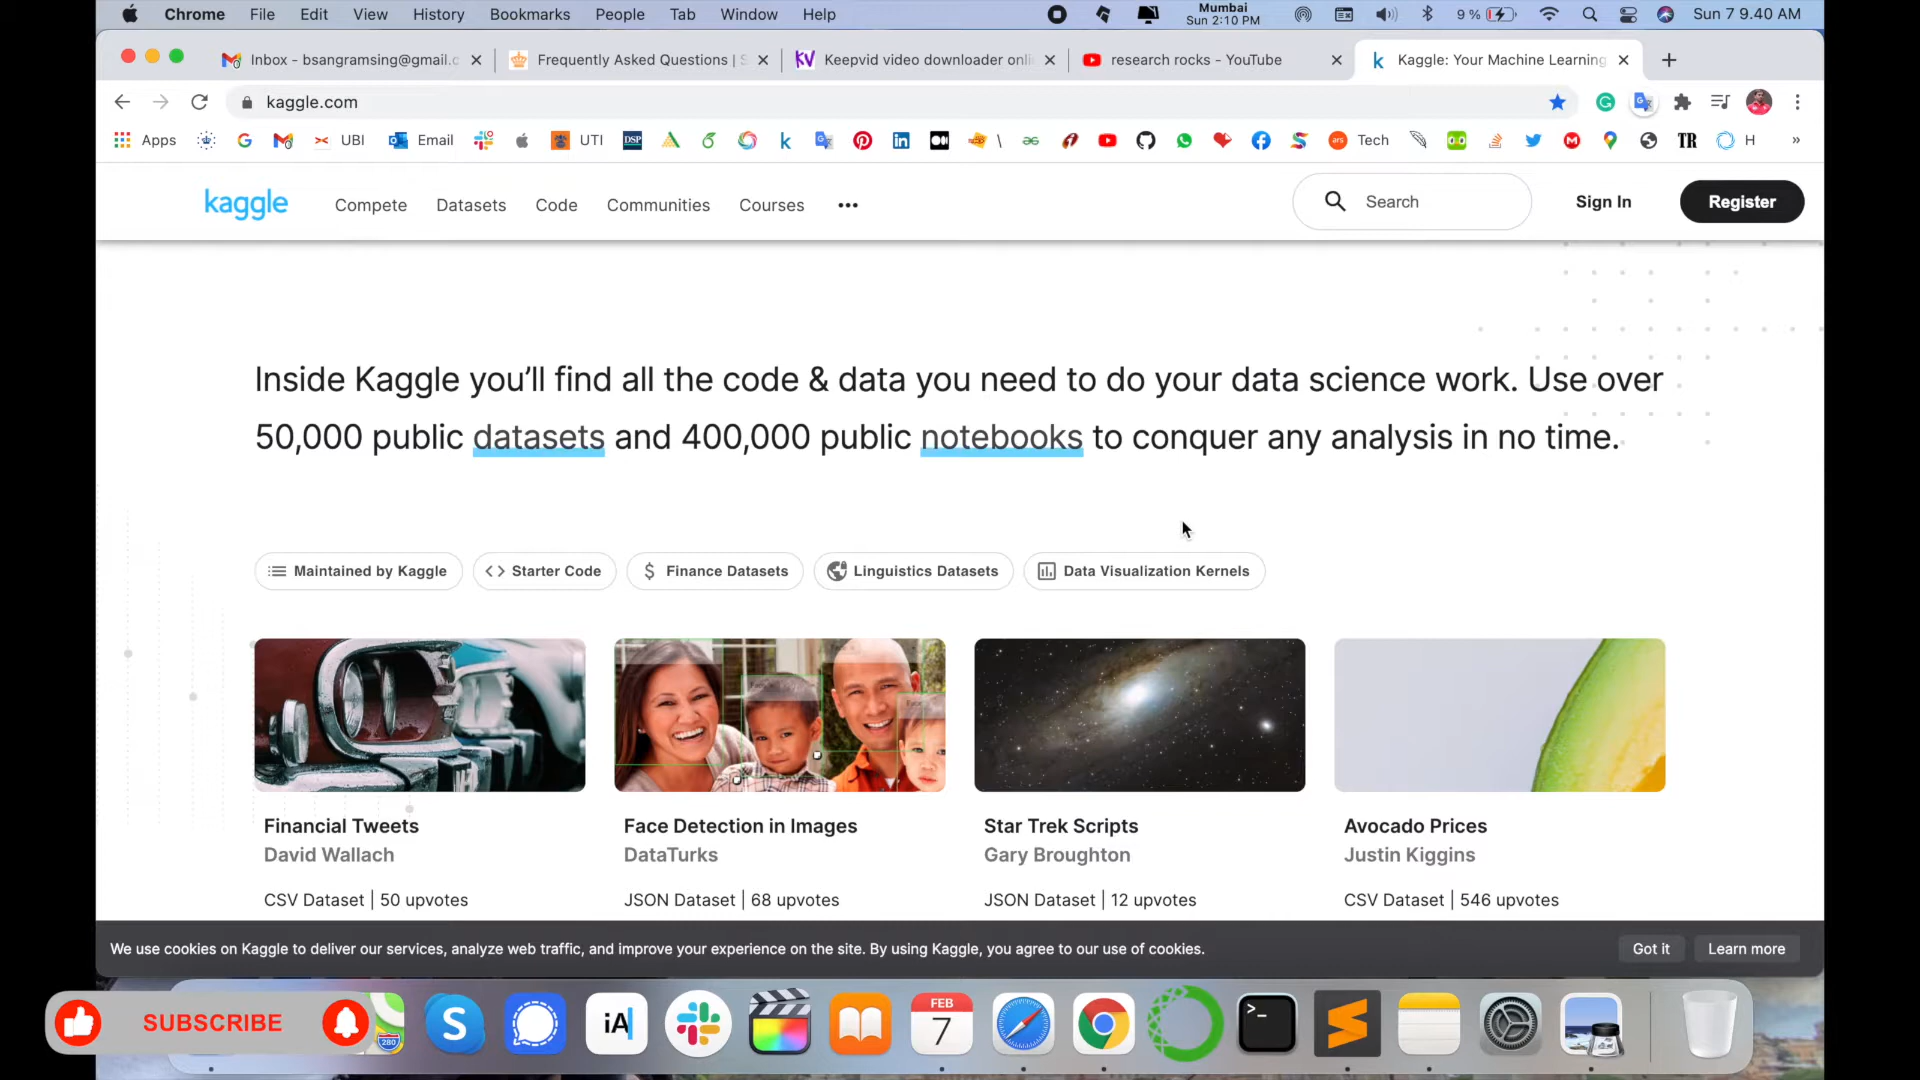 Chrome File Edit View History Bookmarks People Tab Window Help Mumbai Sun 2:10 PM 9 % Sun 7 9.40 AM
Inbox - bsangramsing@gmail.c Frequently Asked Questions | S Keepvid video downloader onli research rocks - YouTube Kaggle: Your Machine Learning
kaggle.com
Apps UBI Email UTI DSP Tech TR H
kaggle Compete Datasets Code Communities Courses Search Sign In Register
Inside Kaggle you'll find all the code & data you need to do your data science work. Use over
50,000 public datasets and 400,000 public notebooks to conquer any analysis in no time.
Maintained by Kaggle Starter Code Finance Datasets Linguistics Datasets Data Visualization Kernels
Financial Tweets Face Detection in Images Star Trek Scripts Avocado Prices
David Wallach DataTurks Gary Broughton Justin Kiggins
CSV Dataset | 50 upvotes JSON Dataset | 68 upvotes JSON Dataset | 12 upvotes CSV Dataset | 546 upvotes
We use cookies on Kaggle to deliver our services, analyze web traffic, and improve your experience on the site. By using Kaggle, you agree to our use of cookies. Got it Learn more
SUBSCRIBE 280 S iA FEB 7